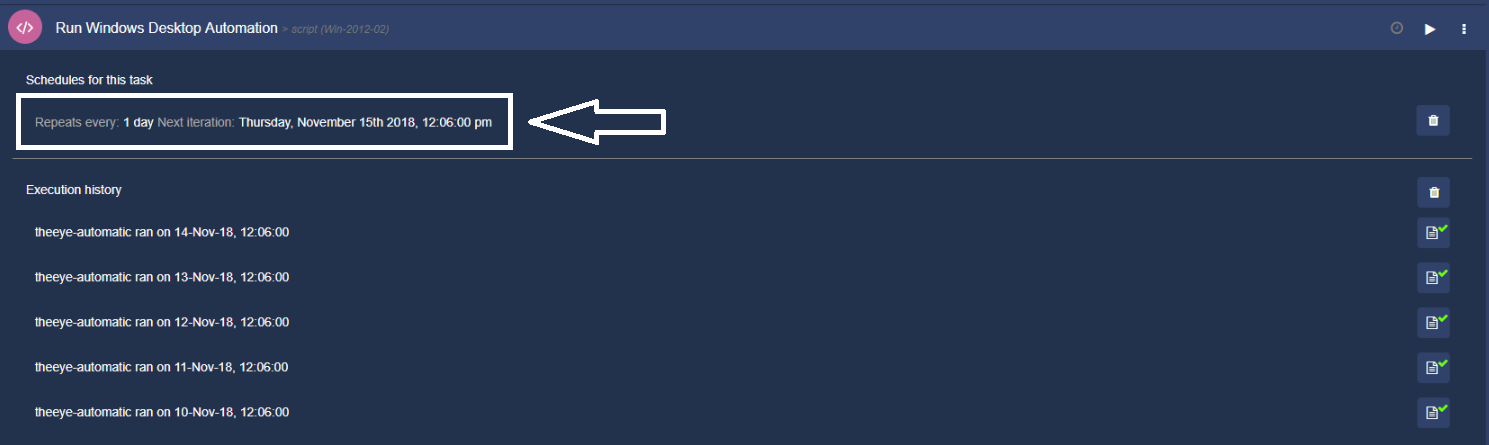 Run Windows Desktop Automation > script (Win-2012-02)
Schedules for this task
Repeats every: 1 day Next iteration: Thursday, November 15th 2018, 12:06:00 pm
Execution history
theeye-automatic ran on 14-Nov-18, 12:06:00
theeye-automatic ran on 13-Nov-18, 12:06:00
theeye-automatic ran on 12-Nov-18, 12:06:00
theeye-automatic ran on 11-Nov-18, 12:06:00
theeye-automatic ran on 10-Nov-18, 12:06:00